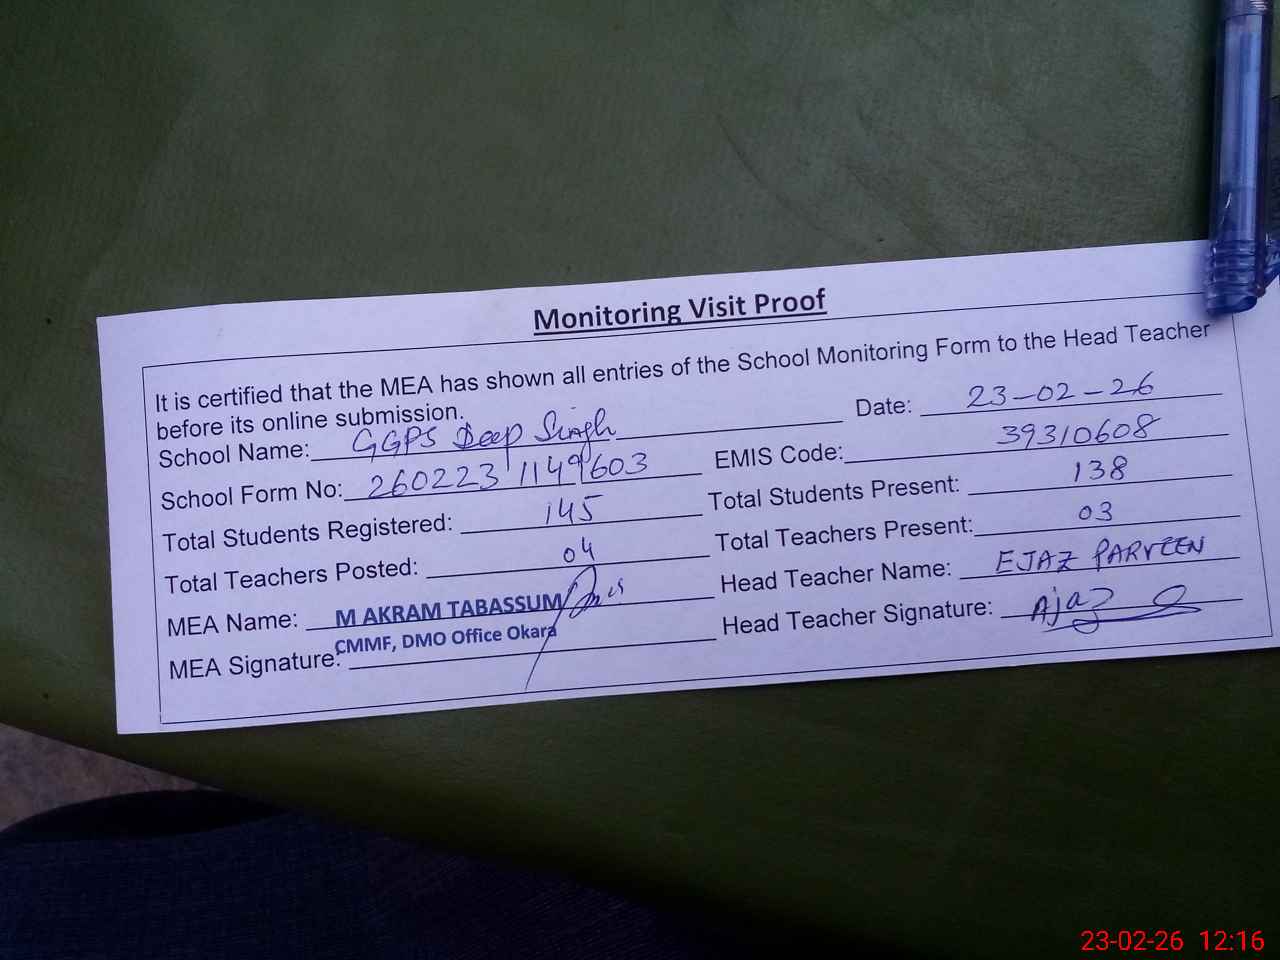 Monitoring Visit Proof
It is certified that the MEA has shown all entries of the School Monitoring Form to the Head Teacher
before its online submission.
Date: 23-02-26
School Name: GGPS Deep Singh
EMIS Code: 39310608
School Form No: 260223 1149603
Total Students Present: 138
Total Students Registered: 145
Total Teachers Present: 03
Total Teachers Posted: 04
Head Teacher Name: EJAZ PARVEEN
MEA Name: M AKRAM TABASSUM
CMMF, DMO Office Okara
Head Teacher Signature: Ajaz
MEA Signature:
23-02-26 12:16